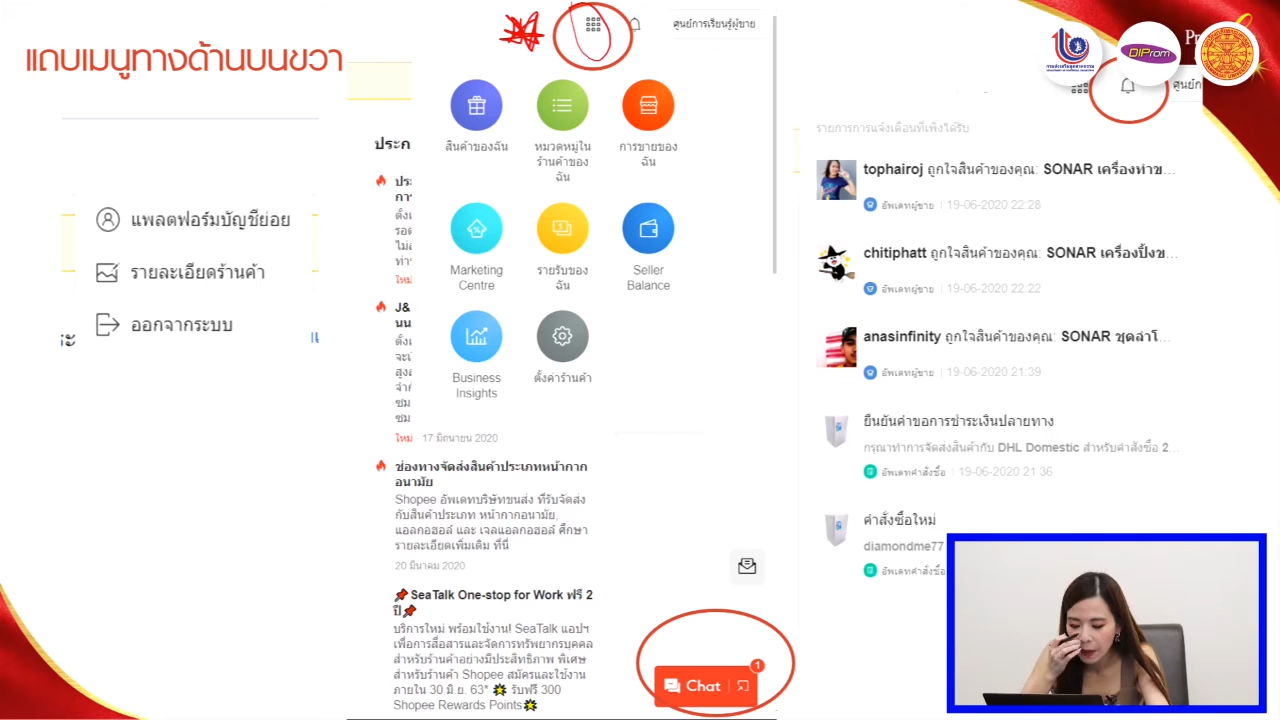 แถบเมนูทางด้านบนขวา
แพลตฟอร์มบัญชีย่อย
รายละเอียดร้านค้า
ออกจากระบบ
ศูนย์การเรียนรู้ผู้ขาย
สินค้าของฉัน
หมวดหมู่ใน
ร้านค้าของ
ฉัน
การขายของ
ฉัน
Marketing
Centre
รายรับของ
ฉัน
Seller
Balance
Business
Insights
ตั้งค่าร้านค้า
ประก
ใหม่
J&
ใหม่ · 17 มิถุนายน 2020
ช่องทางจัดส่งสินค้าประเภทหน้ากาก
อนามัย
Shopee อัพเดทบริษัทขนส่ง ที่รับจัดส่ง
กับสินค้าประเภท หน้ากากอนามัย,
แอลกอฮอล์ และ เจลแอลกอฮอล์ ศึกษา
รายละเอียดเพิ่มเติม ที่นี่
20 มีนาคม 2020
📌SeaTalk One-stop for Work ฟรี 2
ปี📌
บริการใหม่ พร้อมใช้งาน! SeaTalk แอปฯ
เพื่อการสื่อสารและจัดการทรัพยากรบุคคล
สำหรับร้านค้าอย่างมีประสิทธิภาพ พิเศษ
สำหรับร้านค้า Shopee สมัครและใช้งาน
ภายใน 30 มิ.ย. 63* 💥 รับฟรี 300
Shopee Rewards Points💥
Chat
1
DIProm
ศูนย์ก
รายการการแจ้งเตือนที่เพิ่งได้รับ
tophairoj ถูกใจสินค้าของคุณ: SONAR เครื่องทำข...
อัพเดทผู้ขาย | 19-06-2020 22:28
chitiphatt ถูกใจสินค้าของคุณ: SONAR เครื่องปิ้งข...
อัพเดทผู้ขาย | 19-06-2020 22:22
anasinfinity ถูกใจสินค้าของคุณ: SONAR ชุดลำโ...
อัพเดทผู้ขาย | 19-06-2020 21:39
ยืนยันคำขอการชำระเงินปลายทาง
กรุณาทำการจัดส่งสินค้ากับ DHL Domestic สำหรับคำสั่งซื้อ 2...
อัพเดทคำสั่งซื้อ | 19-06-2020 21:36
คำสั่งซื้อใหม่
diamondme77
อัพเดทคำสั่งซื้อ